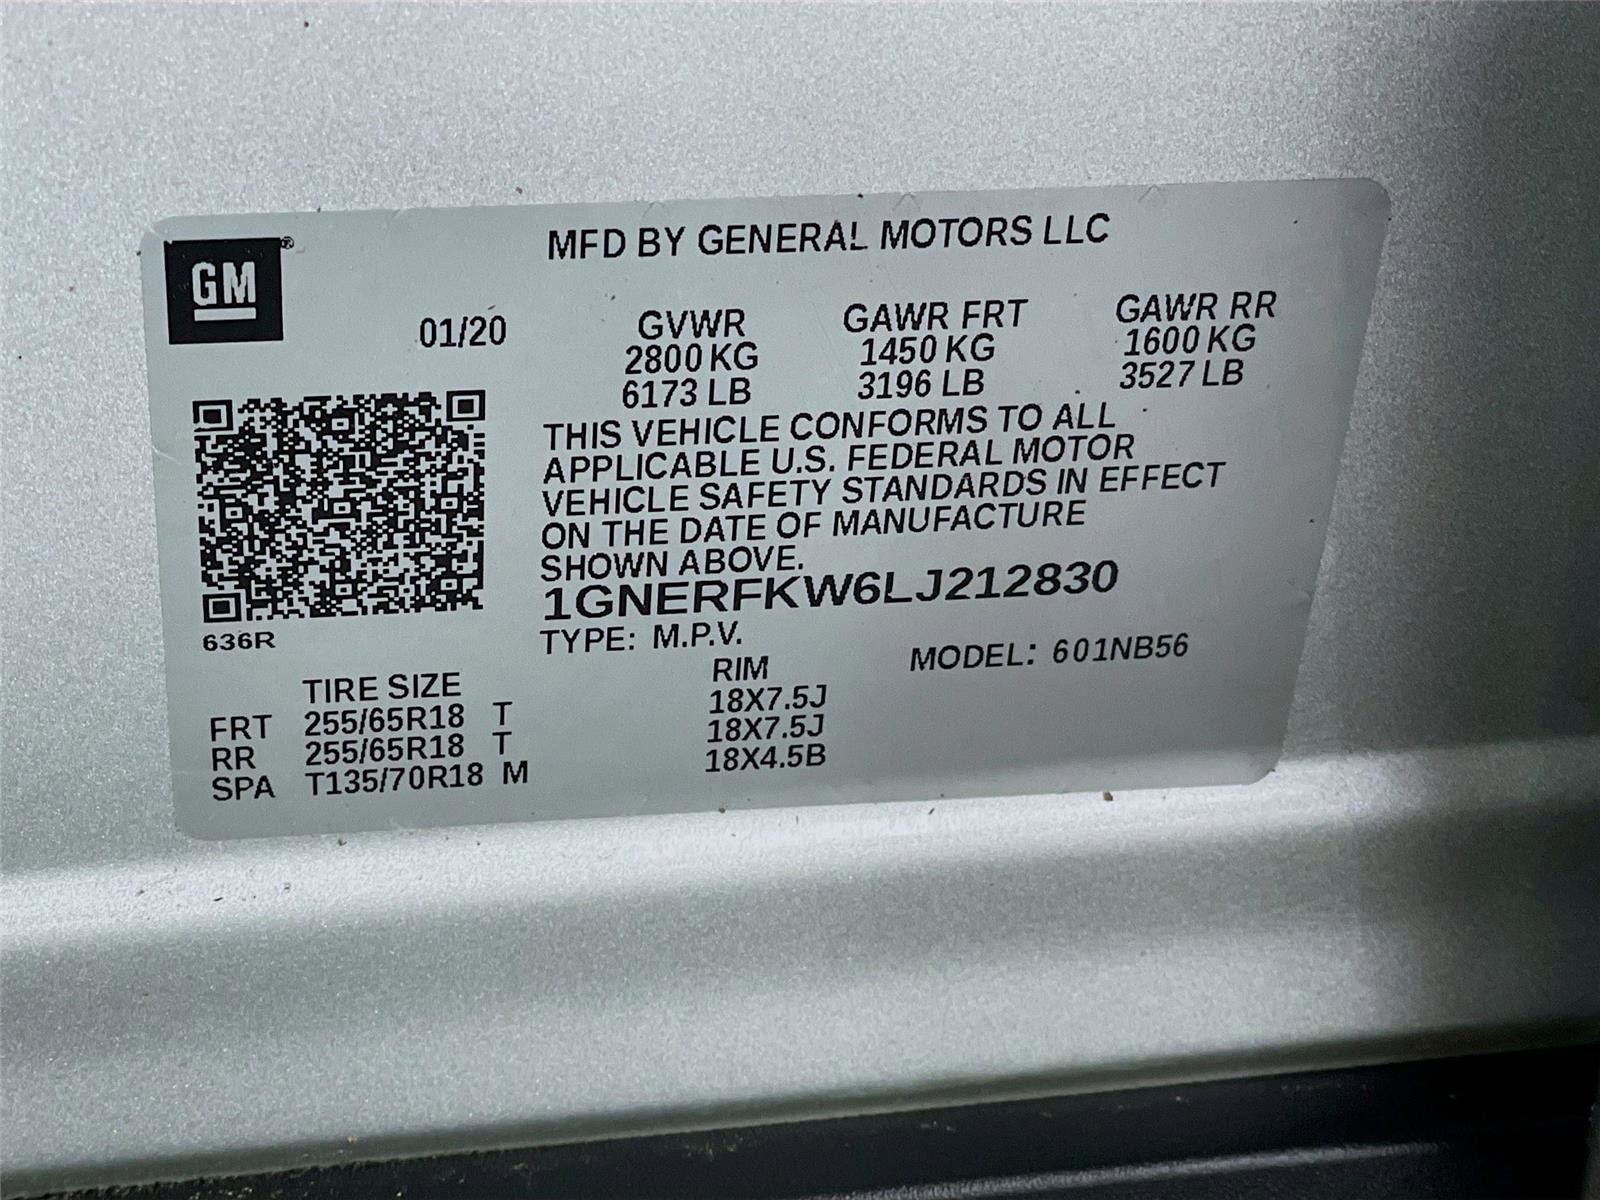 GM®
MFD BY GENERAL MOTORS LLC
01/20 GVWR GAWR FRT GAWR RR
2800 KG 1450 KG 1600 KG
6173 LB 3196 LB 3527 LB
THIS VEHICLE CONFORMS TO ALL
APPLICABLE U.S. FEDERAL MOTOR
VEHICLE SAFETY STANDARDS IN EFFECT
ON THE DATE OF MANUFACTURE
SHOWN ABOVE.
1GNERFKW6LJ212830
636R
TYPE: M.P.V. MODEL: 601NB56
TIRE SIZE RIM
FRT 255/65R18 T 18X7.5J
RR 255/65R18 T 18X7.5J
SPA T135/70R18 M 18X4.5B